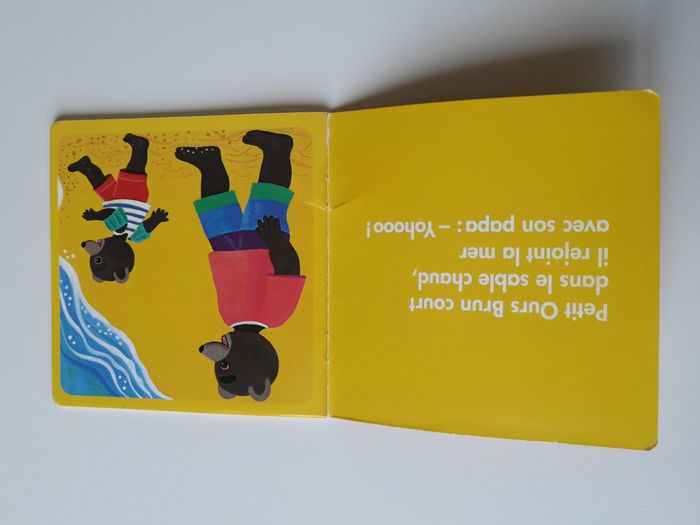 Petit Ours Brun court
dans le sable chaud,
il rejoint la mer
avec son papa : – Yohooo !